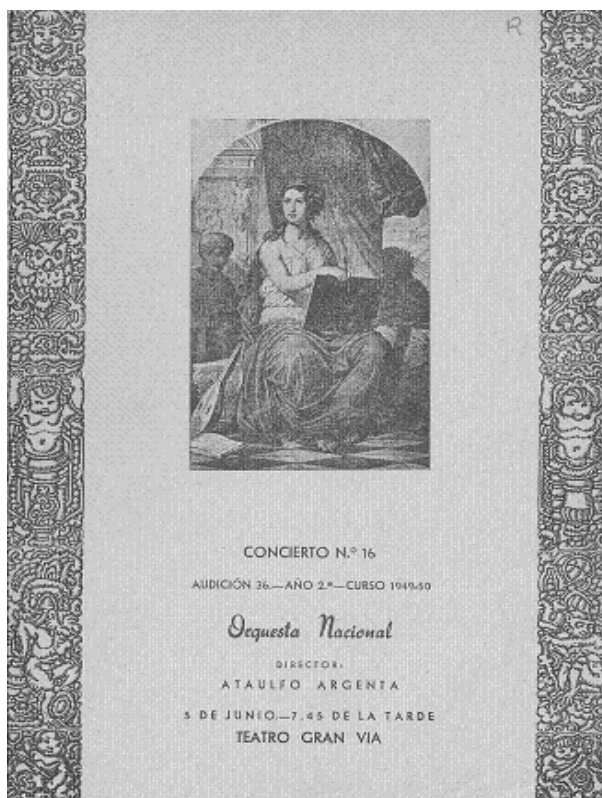 R
CONCIERTO N.º 16
AUDICIÓN 36.—AÑO 2.º—CURSO 1949-50
Orquesta Nacional
DIRECTOR:
ATAULFO ARGENTA
5 DE JUNIO.—7.45 DE LA TARDE
TEATRO GRAN VIA